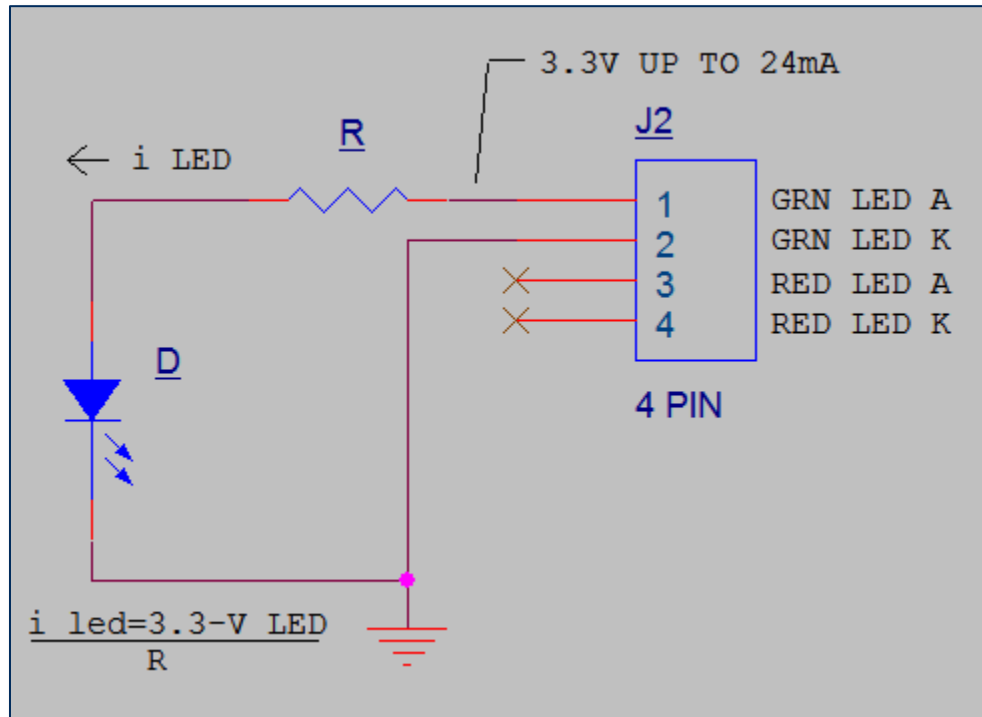 3.3V UP TO 24mA
J2
R
i LED
1 GRN LED A
2 GRN LED K
3 RED LED A
4 RED LED K
D
4 PIN
i led=3.3-V LED
R